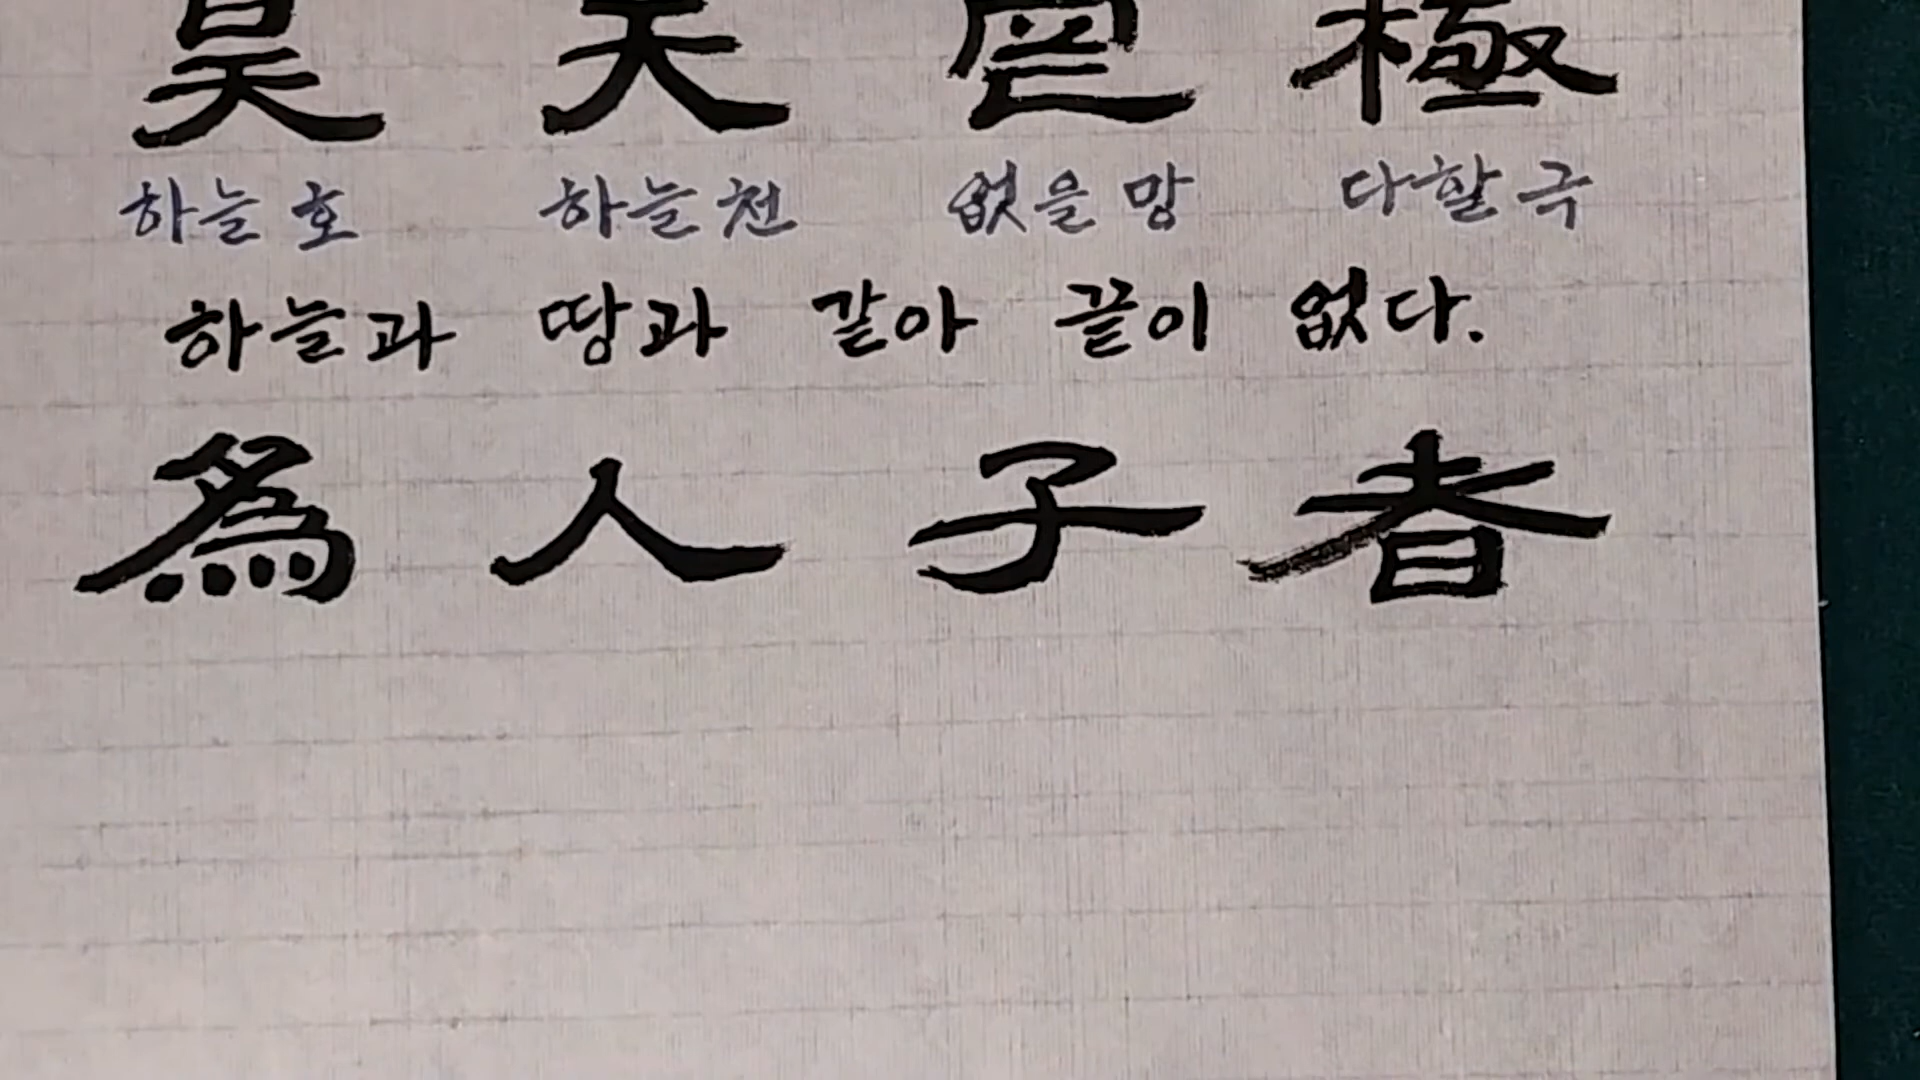 昊 天 罔 極
하늘 호 하늘 천 없을 망 다할 극
하늘과 땅과 같아 끝이 없다.
爲 人 子 者